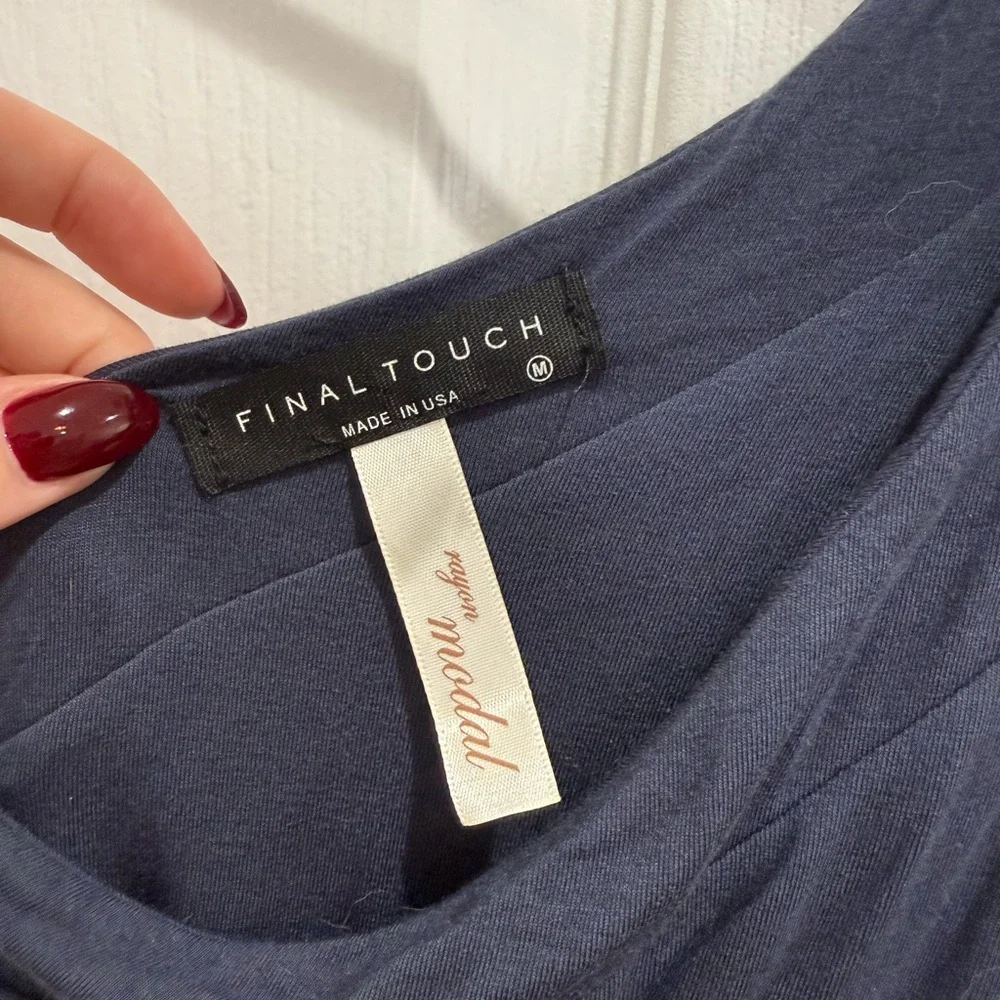 FINAL TOUCH
M
MADE IN USA
rayon modal